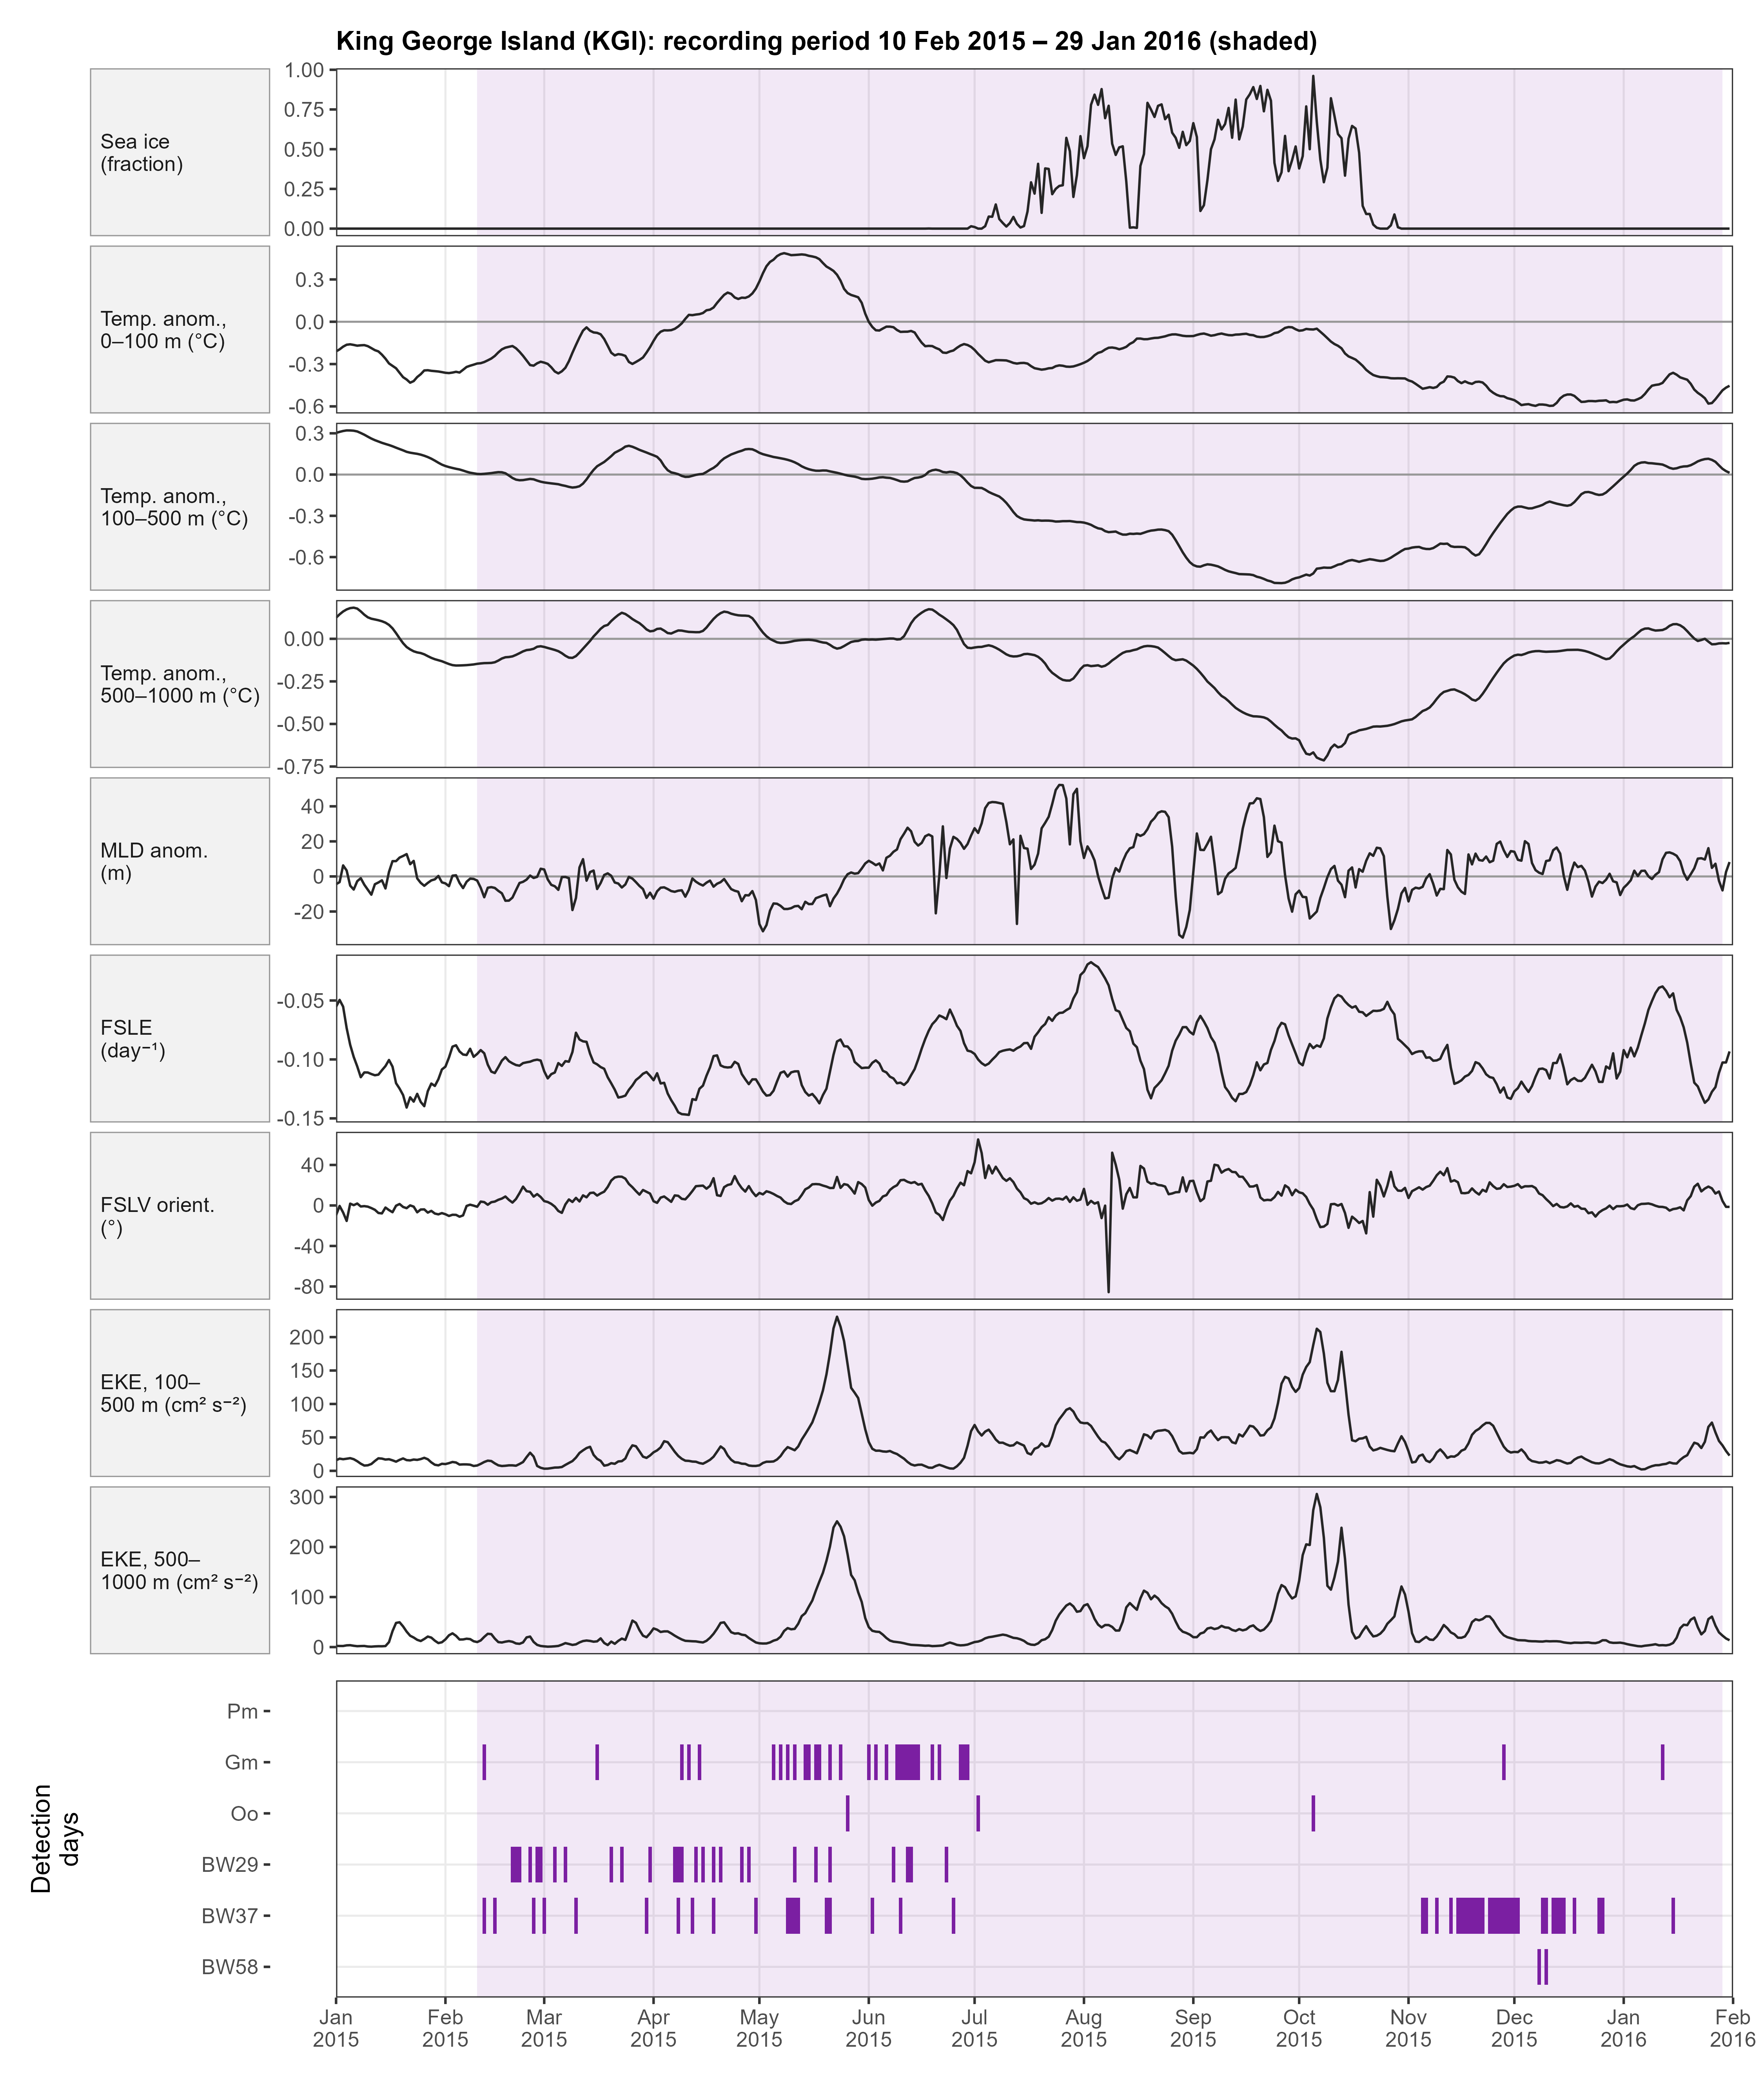 King George Island (KGI): recording period 10 Feb 2015 – 29 Jan 2016 (shaded)
Sea ice
(fraction)
1.00
0.75
0.50
0.25
0.00
Temp. anom.,
0–100 m (°C)
0.3
0.0
-0.3
-0.6
Temp. anom.,
100–500 m (°C)
0.3
0.0
-0.3
-0.6
Temp. anom.,
500–1000 m (°C)
0.00
-0.25
-0.50
-0.75
MLD anom.
(m)
40
20
0
-20
FSLE
(day⁻¹)
-0.05
-0.10
-0.15
FSLV orient.
(°)
40
0
-40
-80
EKE, 100–
500 m (cm² s⁻²)
200
150
100
50
0
EKE, 500–
1000 m (cm² s⁻²)
300
200
100
0
Detection
days
Pm
Gm
Oo
BW29
BW37
BW58
Jan Feb Mar Apr May Jun Jul Aug Sep Oct Nov Dec Jan Feb
2015 2015 2015 2015 2015 2015 2015 2015 2015 2015 2015 2015 2016 2016